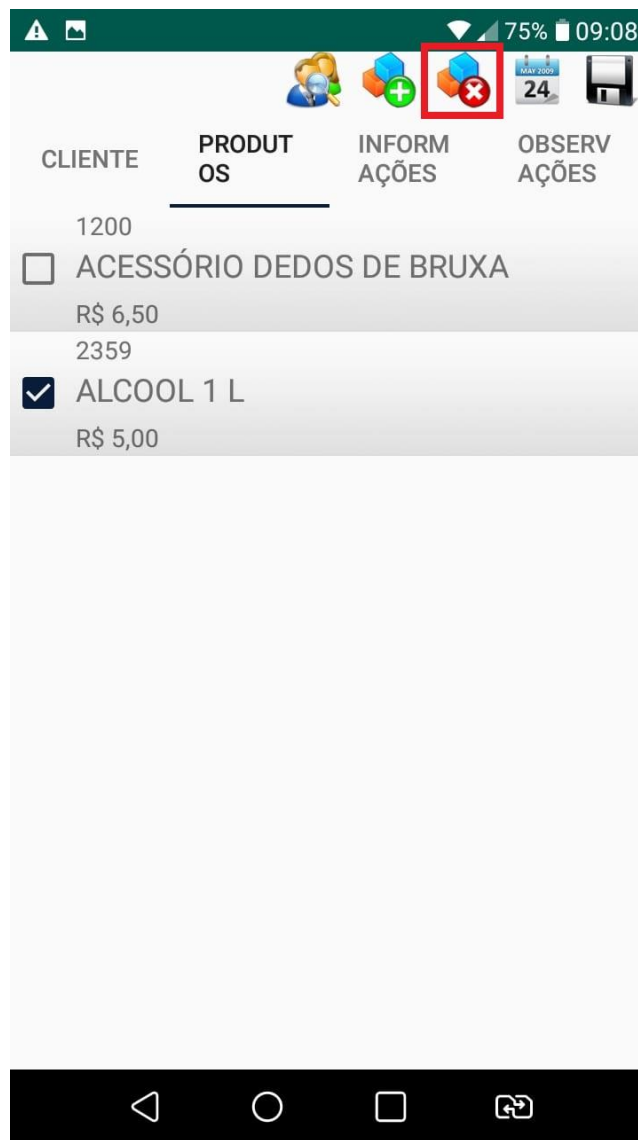 75% 09:08
MAY 2009
24
CLIENTE
PRODUT
OS
INFORM
AÇÕES
OBSERV
AÇÕES
1200
ACESSÓRIO DEDOS DE BRUXA
R$ 6,50
2359
ALCOOL 1 L
R$ 5,00